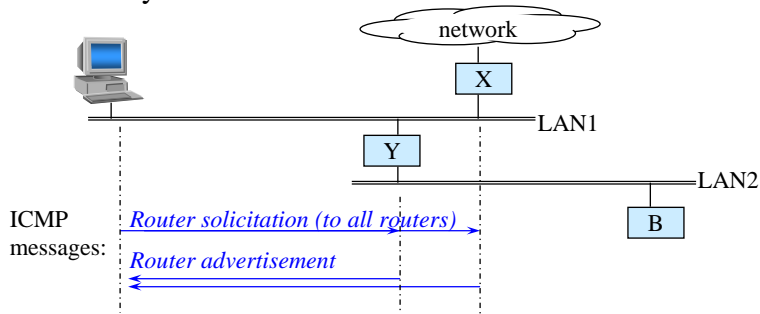 network
X
LAN1
Y
LAN2
B
ICMP
messages:
Router solicitation (to all routers)
Router advertisement